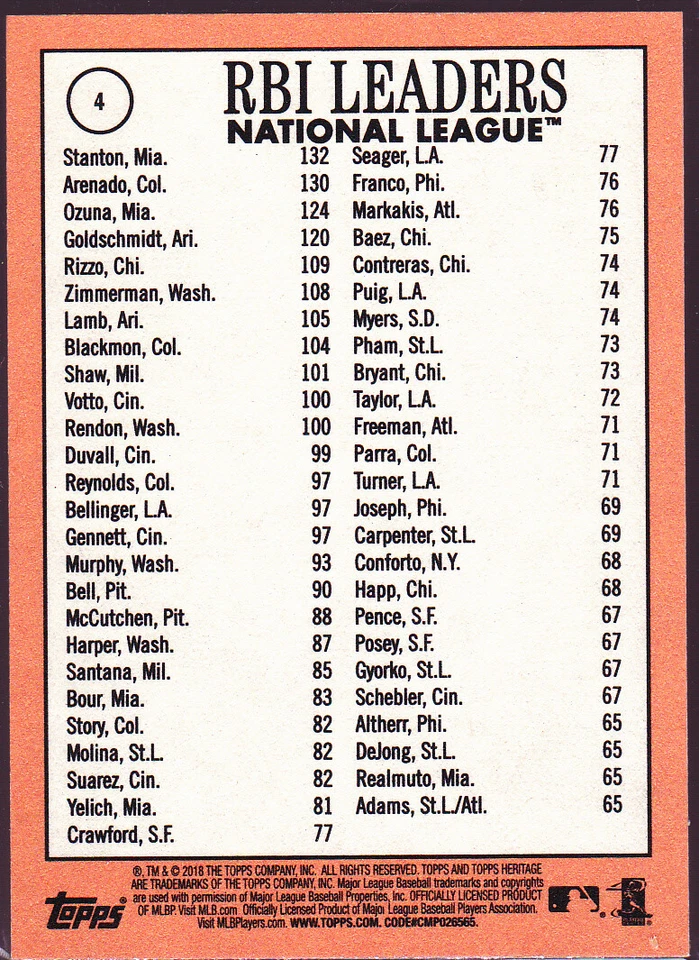 4
RBI LEADERS
NATIONAL LEAGUE™
Stanton, Mia. 132
Arenado, Col. 130
Ozuna, Mia. 124
Goldschmidt, Ari. 120
Rizzo, Chi. 109
Zimmerman, Wash. 108
Lamb, Ari. 105
Blackmon, Col. 104
Shaw, Mil. 101
Votto, Cin. 100
Rendon, Wash. 100
Duvall, Cin. 99
Reynolds, Col. 97
Bellinger, L.A. 97
Gennett, Cin. 97
Murphy, Wash. 93
Bell, Pit. 90
McCutchen, Pit. 88
Harper, Wash. 87
Santana, Mil. 85
Bour, Mia. 83
Story, Col. 82
Molina, St.L. 82
Suarez, Cin. 82
Yelich, Mia. 81
Crawford, S.F. 77
Seager, L.A. 77
Franco, Phi. 76
Markakis, Atl. 76
Baez, Chi. 75
Contreras, Chi. 74
Puig, L.A. 74
Myers, S.D. 74
Pham, St.L. 73
Bryant, Chi. 73
Taylor, L.A. 72
Freeman, Atl. 71
Parra, Col. 71
Turner, L.A. 71
Joseph, Phi. 69
Carpenter, St.L. 69
Conforto, N.Y. 68
Happ, Chi. 68
Pence, S.F. 67
Posey, S.F. 67
Gyorko, St.L. 67
Schebler, Cin. 67
Altherr, Phi. 65
DeJong, St.L. 65
Realmuto, Mia. 65
Adams, St.L./Atl. 65
®, TM & © 2018 THE TOPPS COMPANY, INC. ALL RIGHTS RESERVED. TOPPS AND TOPPS HERITAGE
ARE TRADEMARKS OF THE TOPPS COMPANY, INC. Major League Baseball trademarks and copyrights
are used with permission of Major League Baseball Properties, Inc. OFFICIALLY LICENSED PRODUCT
OF MLBP. Visit MLB.com Officially Licensed Product of Major League Baseball Players Association.
Visit MLBPlayers.com. WWW.TOPPS.COM. CODE#CMP026565.
topps®